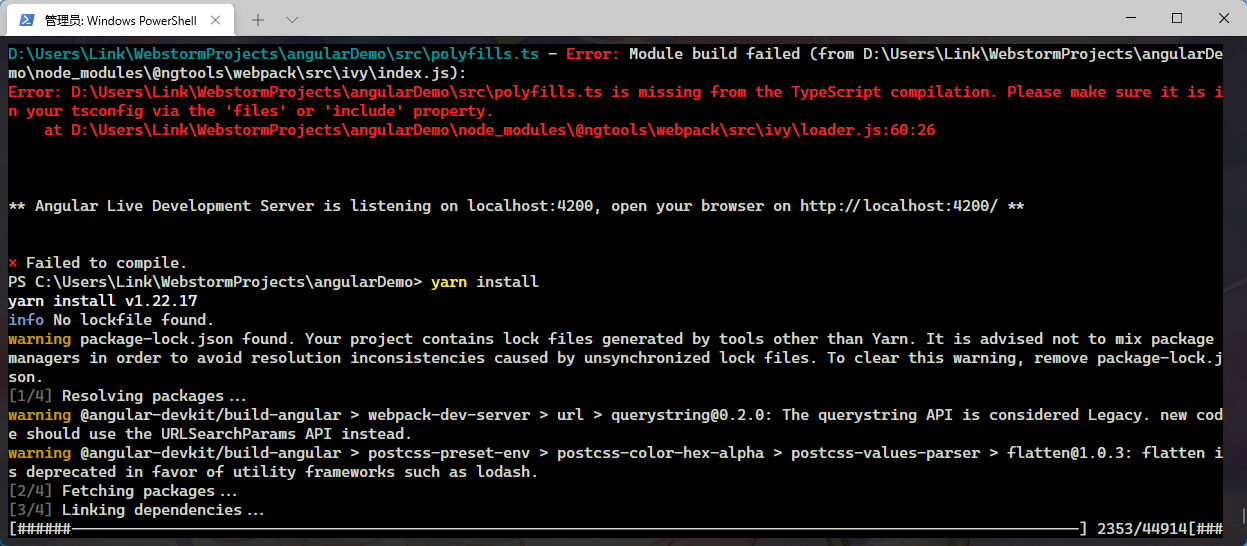 管理员: Windows PowerShell
D:\Users\Link\WebstormProjects\angularDemo\src\polyfills.ts - Error: Module build failed (from D:\Users\Link\WebstormProjects\angularDe
mo\node_modules\@ngtools\webpack\src\ivy\index.js):
Error: D:\Users\Link\WebstormProjects\angularDemo\src\polyfills.ts is missing from the TypeScript compilation. Please make sure it is i
n your tsconfig via the 'files' or 'include' property.
    at D:\Users\Link\WebstormProjects\angularDemo\node_modules\@ngtools\webpack\src\ivy\loader.js:60:26
** Angular Live Development Server is listening on localhost:4200, open your browser on http://localhost:4200/ **
× Failed to compile.
PS C:\Users\Link\WebstormProjects\angularDemo> yarn install
yarn install v1.22.17
info No lockfile found.
warning package-lock.json found. Your project contains lock files generated by tools other than Yarn. It is advised not to mix package
managers in order to avoid resolution inconsistencies caused by unsynchronized lock files. To clear this warning, remove package-lock.j
son.
[1/4] Resolving packages...
warning @angular-devkit/build-angular > webpack-dev-server > url > querystring@0.2.0: The querystring API is considered Legacy. new cod
e should use the URLSearchParams API instead.
warning @angular-devkit/build-angular > postcss-preset-env > postcss-color-hex-alpha > postcss-values-parser > flatten@1.0.3: flatten i
s deprecated in favor of utility frameworks such as lodash.
[2/4] Fetching packages...
[3/4] Linking dependencies...
[######----------------------------------------------------------------------------------------------------------------] 2353/44914[###